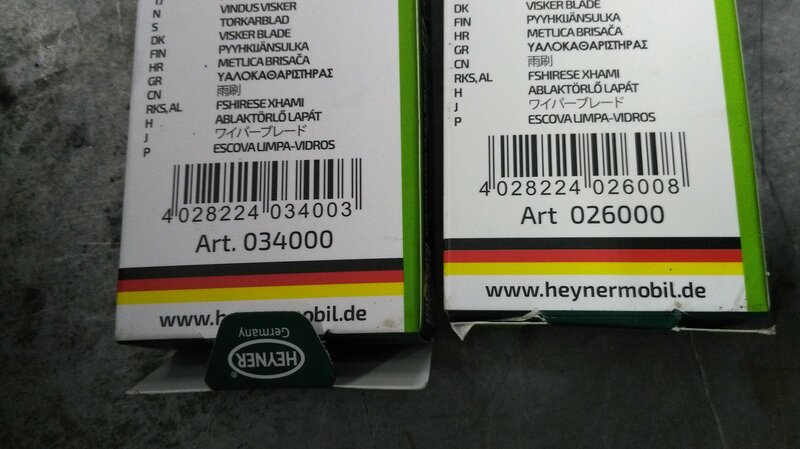 N VINDUS VISKER
S TORKARBLAD
DK VISKER BLADE
FIN PYYHKIJÄNSULKA
HR METLICA BRISAČA
GR ΥΑΛΟΚΑΘΑΡΙΣΤΗΡΑΣ
CN 雨刷
RKS,AL FSHIRESE XHAMI
H ABLAKTÖRLŐ LAPÁT
J ワイパーブレード
P ESCOVA LIMPA-VIDROS
4 028224 034003
Art. 034000
www.h mobil.de
Germany
HEYNER
®
DK VISKER BLADE
FIN PYYHKIJÄNSULKA
HR METLICA BRISAČA
GR ΥΑΛΟΚΑΘΑΡΙΣΤΗΡΑΣ
CN 雨刷
RKS,AL FSHIRESE XHAMI
H ABLAKTÖRLŐ LAPÁT
J ワイパーブレード
P ESCOVA LIMPA-VIDROS
4 028224 026008
Art 026000
www.heynermobil.de